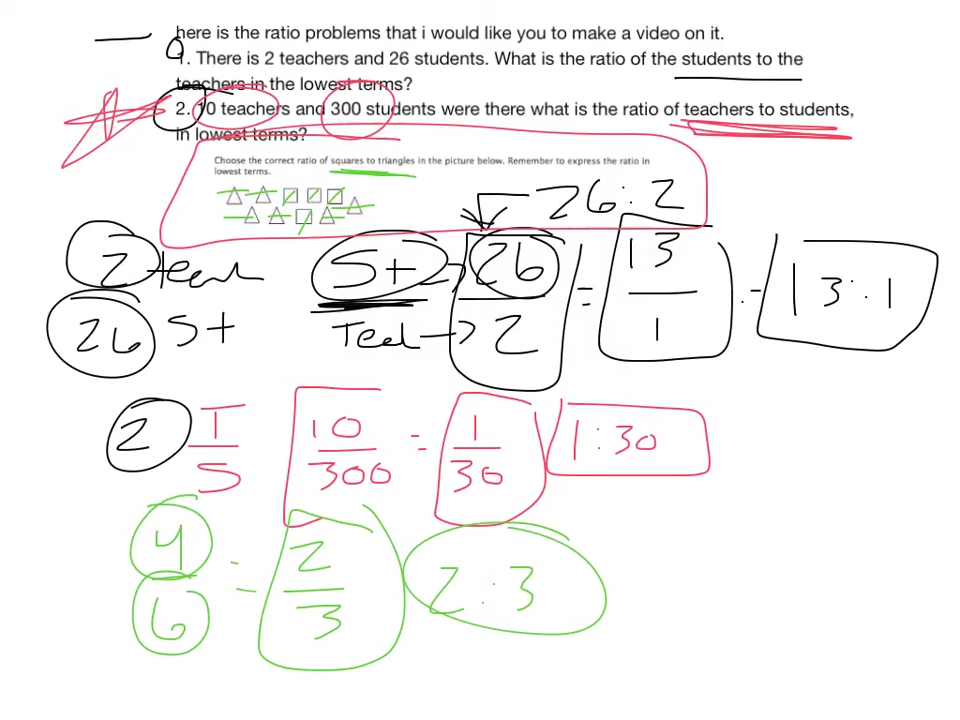 here is the ratio problems that i would like you to make a video on it.
1. There is 2 teachers and 26 students. What is the ratio of the students to the
teachers in the lowest terms?
2. 10 teachers and 300 students were there what is the ratio of teachers to students,
in lowest terms?
Choose the correct ratio of squares to triangles in the picture below. Remember to express the ratio in
lowest terms.
26:2
2 teach St → 26/2 = 13/1 = 13:1
26 St Teach → 2
2 T/S 10/300 = 1/30 1:30
4/6 = 2/3 2:3